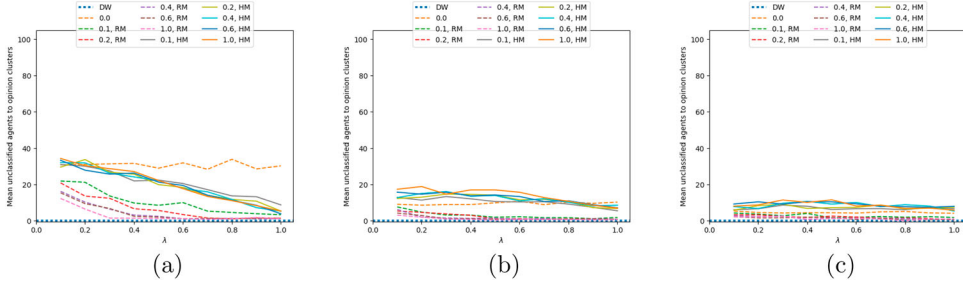 DW
0.0
0.1, RM
0.2, RM
0.4, RM
0.6, RM
1.0, RM
0.1, HM
0.2, HM
0.4, HM
0.6, HM
1.0, HM
Mean unclassified agents to opinion clusters
100
80
60
40
20
0
0.0 0.2 0.4 0.6 0.8 1.0
λ
(a)
DW
0.0
0.1, RM
0.2, RM
0.4, RM
0.6, RM
1.0, RM
0.1, HM
0.2, HM
0.4, HM
0.6, HM
1.0, HM
Mean unclassified agents to opinion clusters
100
80
60
40
20
0
0.0 0.2 0.4 0.6 0.8 1.0
λ
(b)
DW
0.0
0.1, RM
0.2, RM
0.4, RM
0.6, RM
1.0, RM
0.1, HM
0.2, HM
0.4, HM
0.6, HM
1.0, HM
Mean unclassified agents to opinion clusters
100
80
60
40
20
0
0.0 0.2 0.4 0.6 0.8 1.0
λ
(c)